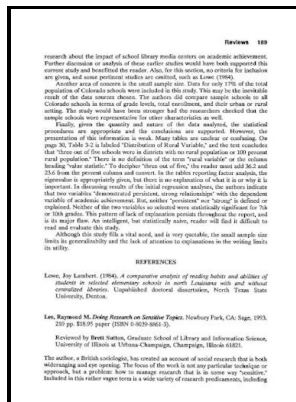 Reviews 189
research about the impact of school library media centers on academic achievement.
Further discussion or analysis of these earlier studies would have both supported this
current study and benefited the reader. Also, for this section, no criteria for inclusion
are given, and some pertinent studies are omitted, such as Lowe (1984).
Another area of concern is the small sample size. Data for only 17% of the total
population of Colorado schools were included in this study. This may be the inevitable
result of the data sources chosen. The authors did compare sample schools to all
Colorado schools in terms of grade levels, total enrollment, and their urban or rural
setting. The study would have been stronger had the researchers checked that the
sample schools were representative for other characteristics as well.
Finally, given the quantity and nature of the data analyzed, the statistical
procedures are appropriate and the conclusions are supported. However, the
presentation of this information is weak. Many tables are unclear or confusing. On
page 30, Table 3-2 is labeled "Distribution of Rural Variable," and the text concludes
that "three out of five schools were in districts with no rural population or 100 percent
rural population." There is no definition of the term "rural variable" or the column
heading "value statistic." To decipher "three out of five," the reader must add 36.2 and
23.6 from the percent column and convert. In the tables reporting factor analysis, the
eigenvalue is appropriately given, but there is no explanation of what it is or why it is
important. In discussing results of the initial regression analyses, the authors indicate
that two variables "demonstrated persistent, strong relationships" with the dependent
variable of academic achievement. But, neither "persistent" nor "strong" is defined or
explained. Neither of the two variables so selected were statistically significant for 7th
or 10th grades. This pattern of lack of explanation persists throughout the report, and
is its major flaw. An intelligent, but statistically naive, reader will find it difficult to
read and evaluate this study.
Although this study fills a vital need, and is very quotable, the small sample size
limits its generalizability and the lack of attention to explanations in the writing limits
its utility.
REFERENCES
Lowe, Joy Lambert. (1984). A comparative analysis of reading habits and abilities of
students in selected elementary schools in north Louisiana with and without
centralized libraries. Unpublished doctoral dissertation, North Texas State
University, Denton.
Lee, Raymond M. Doing Research on Sensitive Topics. Newbury Park, CA: Sage, 1993.
210 pp. $18.95 paper (ISBN 0-8039-8861-3).
Reviewed by Brett Sutton, Graduate School of Library and Information Science,
University of Illinois at Urbana-Champaign, Champaign, Illinois 61821.
The author, a British sociologist, has created an account of social research that is both
wideranging and eye opening. The focus of the work is not any particular technique or
approach, but a problem: how to manage research that is in some way "sensitive."
Included in this rather vague term is a wide variety of research predicaments, including